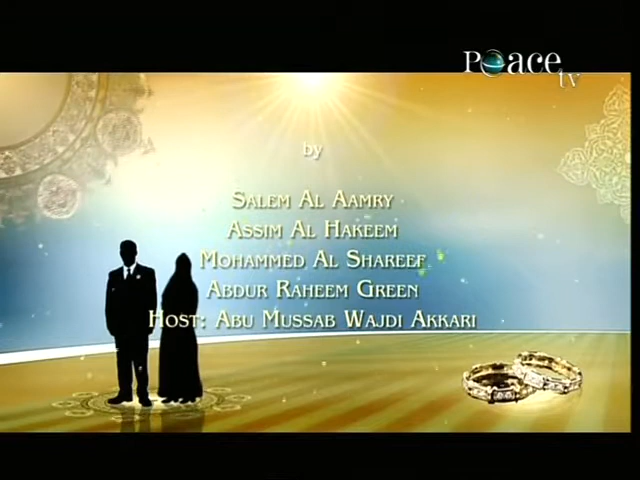 Peace tv
by
Salem Al Aamry
Assim Al Hakeem
Mohammed Al Shareef
Abdur Raheem Green
Host: Abu Mussab Wajdi Akkari